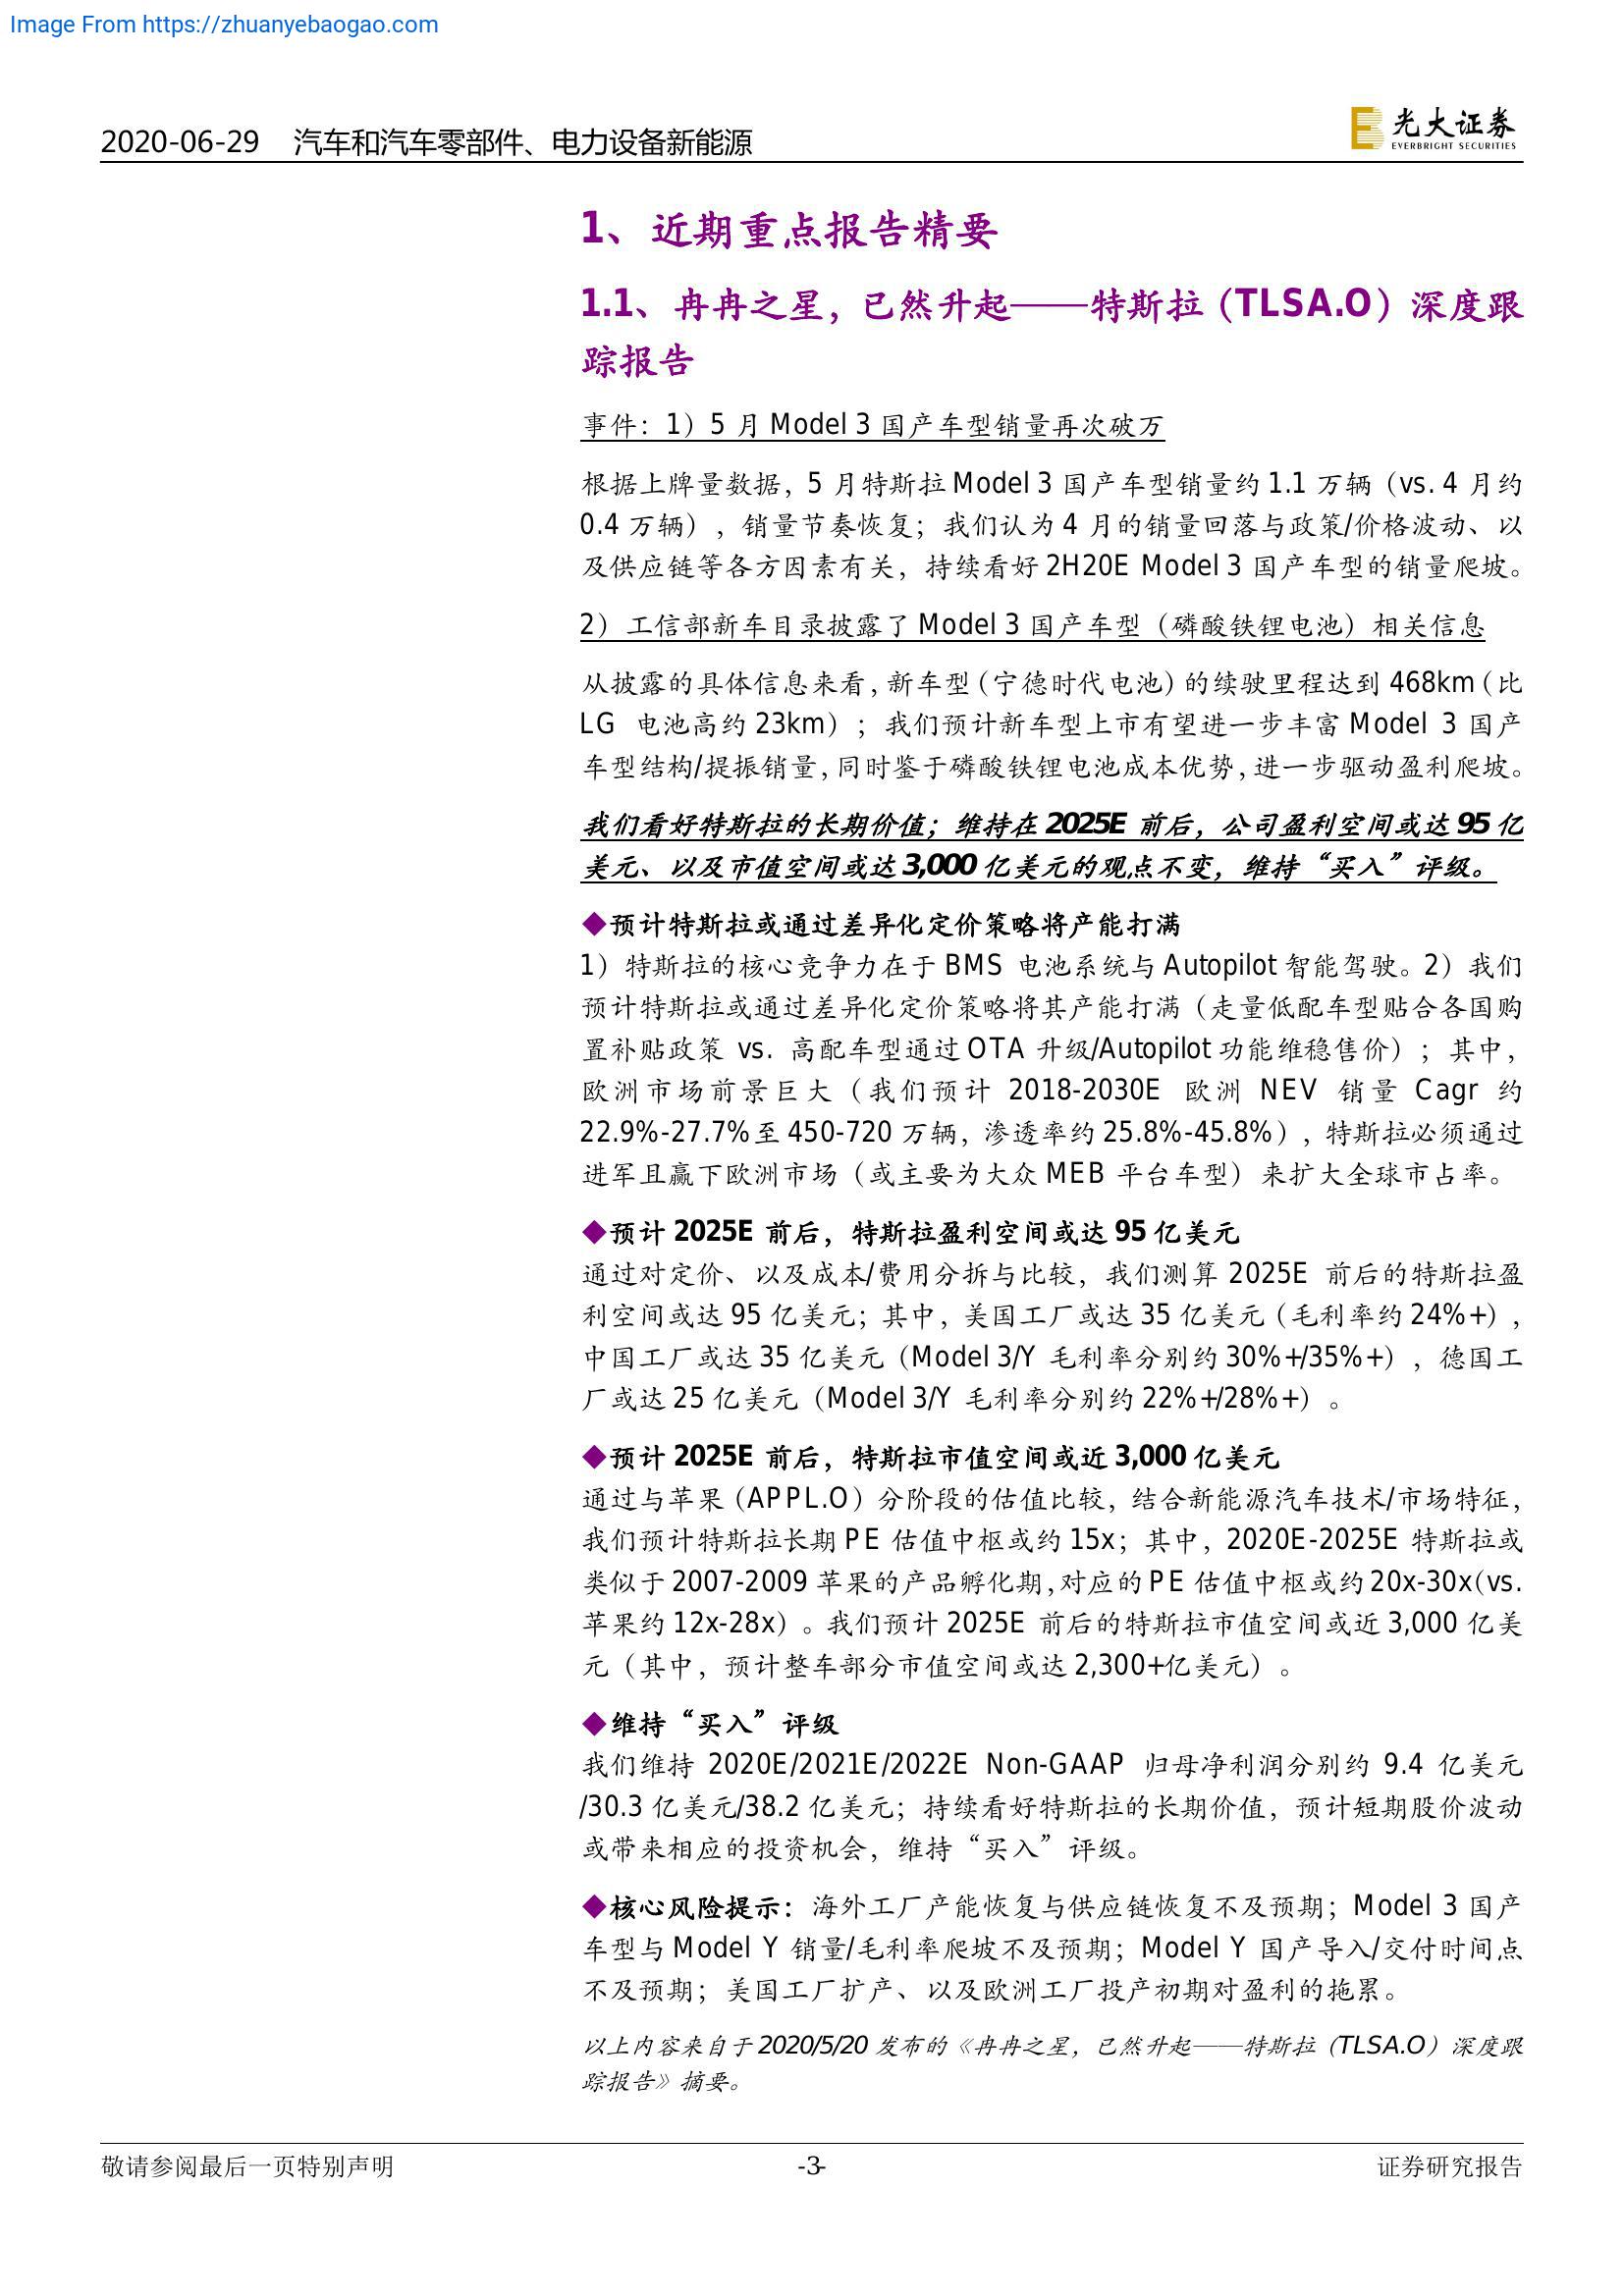 Image From https://zhuanyebaogao.com
2020-06-29 汽车和汽车零部件、电力设备新能源
光大证券
EVERBRIGHT SECURITIES
1、近期重点报告精要
1.1、冉冉之星，已然升起——特斯拉（TLSA.O）深度跟
踪报告
事件：1）5 月 Model 3 国产车型销量再次破万
根据上牌量数据，5 月特斯拉 Model 3 国产车型销量约 1.1 万辆（vs. 4 月约
0.4 万辆），销量节奏恢复；我们认为 4 月的销量回落与政策/价格波动、以
及供应链等各方因素有关，持续看好 2H20E Model 3 国产车型的销量爬坡。
2）工信部新车目录披露了 Model 3 国产车型（磷酸铁锂电池）相关信息
从披露的具体信息来看，新车型（宁德时代电池）的续驶里程达到 468km（比
LG 电池高约 23km）；我们预计新车型上市有望进一步丰富 Model 3 国产
车型结构/提振销量，同时鉴于磷酸铁锂电池成本优势，进一步驱动盈利爬坡。
我们看好特斯拉的长期价值；维持在 2025E 前后，公司盈利空间或达 95 亿
美元、以及市值空间或达 3,000 亿美元的观点不变，维持“买入”评级。
◆预计特斯拉或通过差异化定价策略将产能打满
1）特斯拉的核心竞争力在于 BMS 电池系统与 Autopilot 智能驾驶。2）我们
预计特斯拉或通过差异化定价策略将其产能打满（走量低配车型贴合各国购
置补贴政策 vs. 高配车型通过 OTA 升级/Autopilot 功能维稳售价）；其中，
欧洲市场前景巨大（我们预计 2018-2030E 欧洲 NEV 销量 Cagr 约
22.9%-27.7%至 450-720 万辆，渗透率约 25.8%-45.8%），特斯拉必须通过
进军且赢下欧洲市场（或主要为大众 MEB 平台车型）来扩大全球市占率。
◆预计 2025E 前后，特斯拉盈利空间或达 95 亿美元
通过对定价、以及成本/费用分拆与比较，我们测算 2025E 前后的特斯拉盈
利空间或达 95 亿美元；其中，美国工厂或达 35 亿美元（毛利率约 24%+），
中国工厂或达 35 亿美元（Model 3/Y 毛利率分别约 30%+/35%+），德国工
厂或达 25 亿美元（Model 3/Y 毛利率分别约 22%+/28%+）。
◆预计 2025E 前后，特斯拉市值空间或近 3,000 亿美元
通过与苹果（APPL.O）分阶段的估值比较，结合新能源汽车技术/市场特征，
我们预计特斯拉长期 PE 估值中枢或约 15x；其中，2020E-2025E 特斯拉或
类似于 2007-2009 苹果的产品孵化期，对应的 PE 估值中枢或约 20x-30x（vs.
苹果约 12x-28x）。我们预计 2025E 前后的特斯拉市值空间或近 3,000 亿美
元（其中，预计整车部分市值空间或达 2,300+亿美元）。
◆维持“买入”评级
我们维持 2020E/2021E/2022E Non-GAAP 归母净利润分别约 9.4 亿美元
/30.3 亿美元/38.2 亿美元；持续看好特斯拉的长期价值，预计短期股价波动
或带来相应的投资机会，维持“买入”评级。
◆核心风险提示：海外工厂产能恢复与供应链恢复不及预期；Model 3 国产
车型与 Model Y 销量/毛利率爬坡不及预期；Model Y 国产导入/交付时间点
不及预期；美国工厂扩产、以及欧洲工厂投产初期对盈利的拖累。
以上内容来自于 2020/5/20 发布的《冉冉之星，已然升起——特斯拉（TLSA.O）深度跟
踪报告》摘要。
敬请参阅最后一页特别声明 -3- 证券研究报告